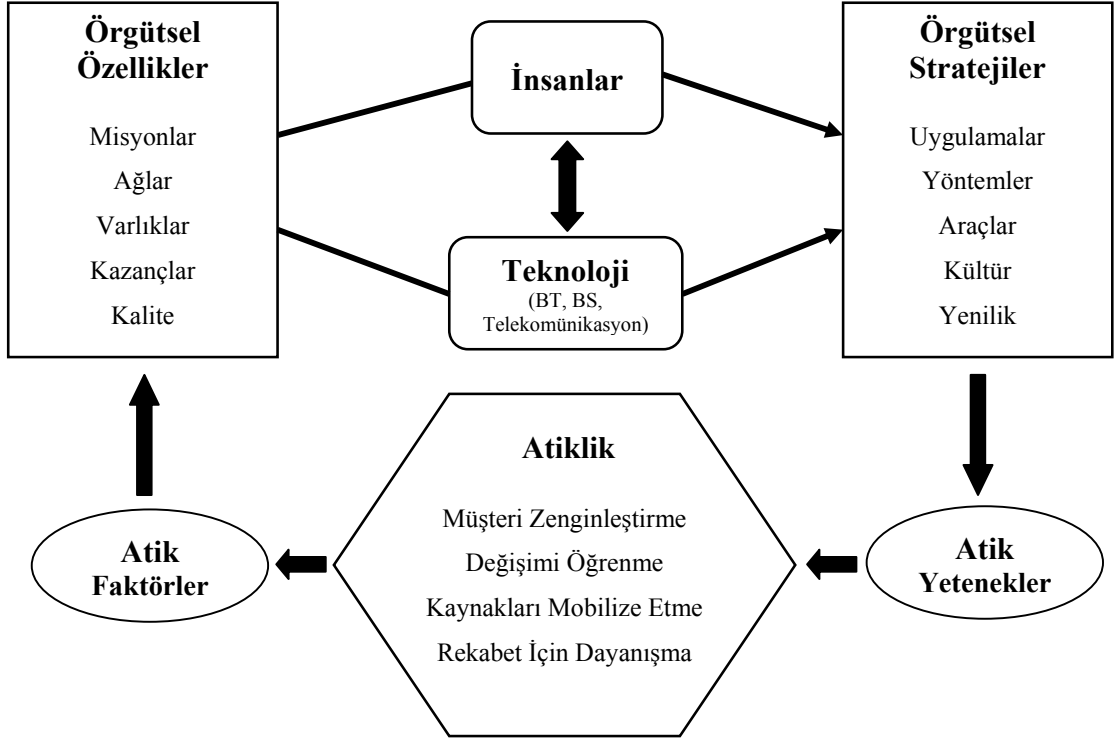 Örgütsel
Özellikler
Misyonlar
Ağlar
Varlıklar
Kazançlar
Kalite
İnsanlar
Teknoloji
(BT, BS,
Telekomünikasyon)
Örgütsel
Stratejiler
Uygulamalar
Yöntemler
Araçlar
Kültür
Yenilik
Atik
Faktörler
Atiklik
Müşteri Zenginleştirme
Değişimi Öğrenme
Kaynakları Mobilize Etme
Rekabet İçin Dayanışma
Atik
Yetenekler